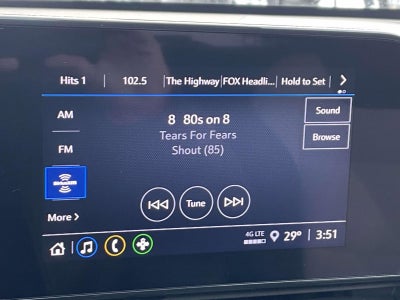 Hits 1 102.5 The Highway FOX Headli... Hold to Set
AM
8 80s on 8
Sound
Tears For Fears
Browse
FM
Shout (85)
SiriusXM
More
Tune
4G LTE
29° 3:51